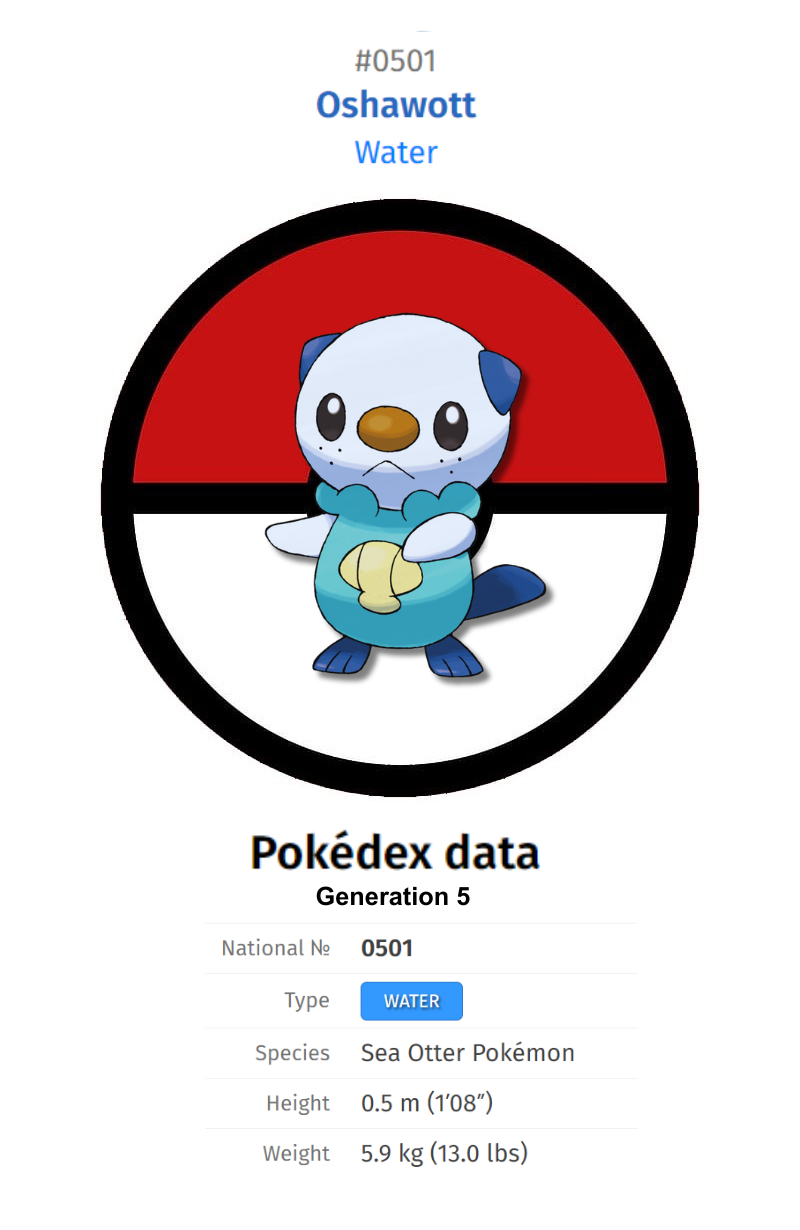 #0501
Oshawott
Water
Pokédex data
Generation 5
National № 0501
Type WATER
Species Sea Otter Pokémon
Height 0.5 m (1′08″)
Weight 5.9 kg (13.0 lbs)